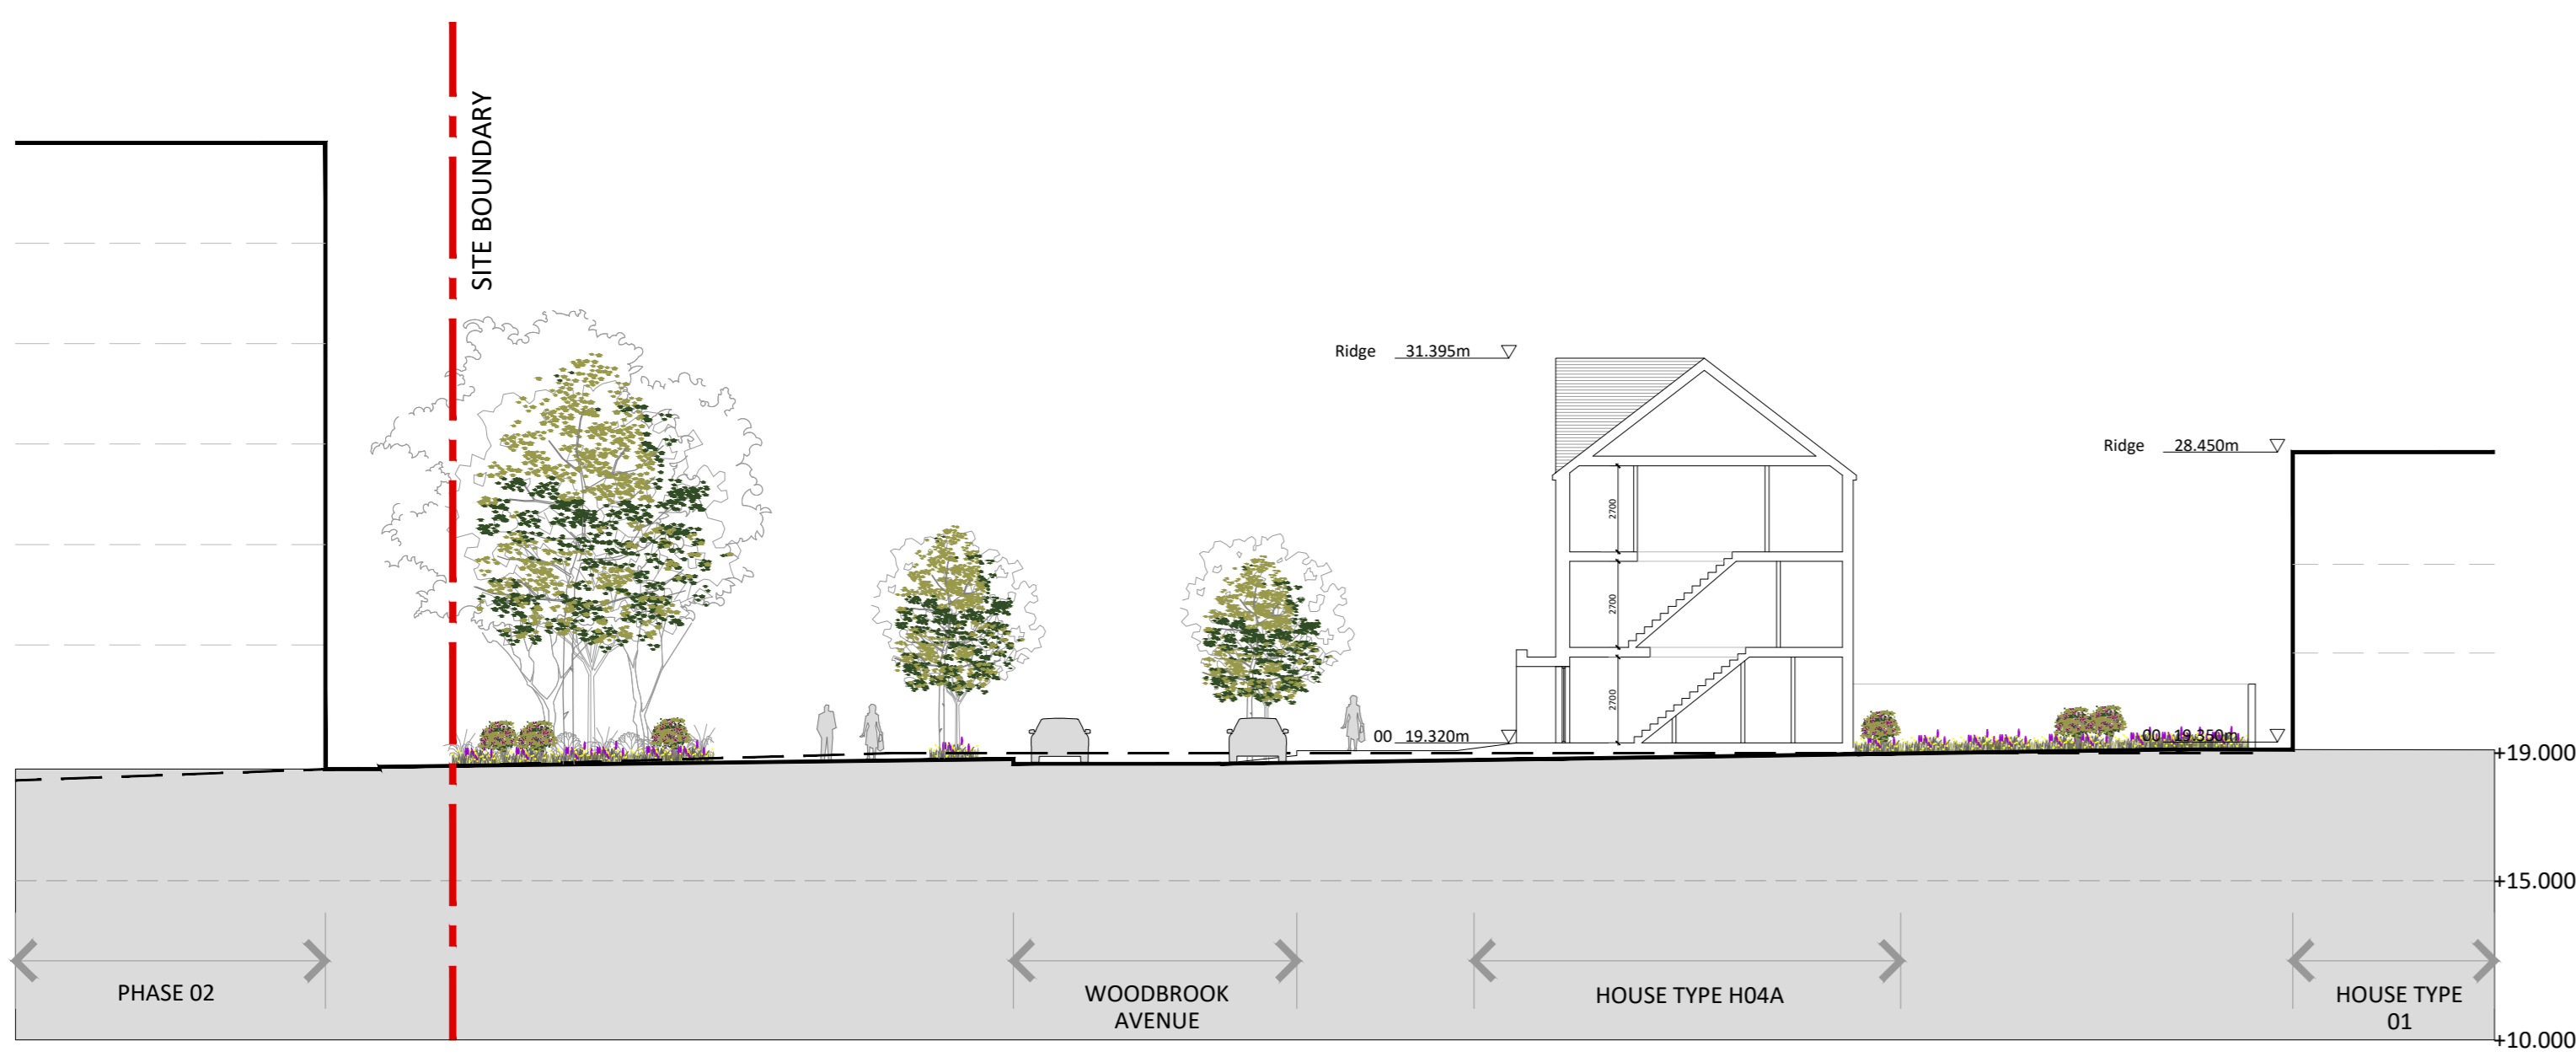 SITE BOUNDARY
Ridge 31.395m
Ridge 28.450m
2700
2700
2700
00 19.320m
00 19.350m
+19.000
+15.000
PHASE 02
WOODBROOK
AVENUE
HOUSE TYPE H04A
HOUSE TYPE
01
+10.000